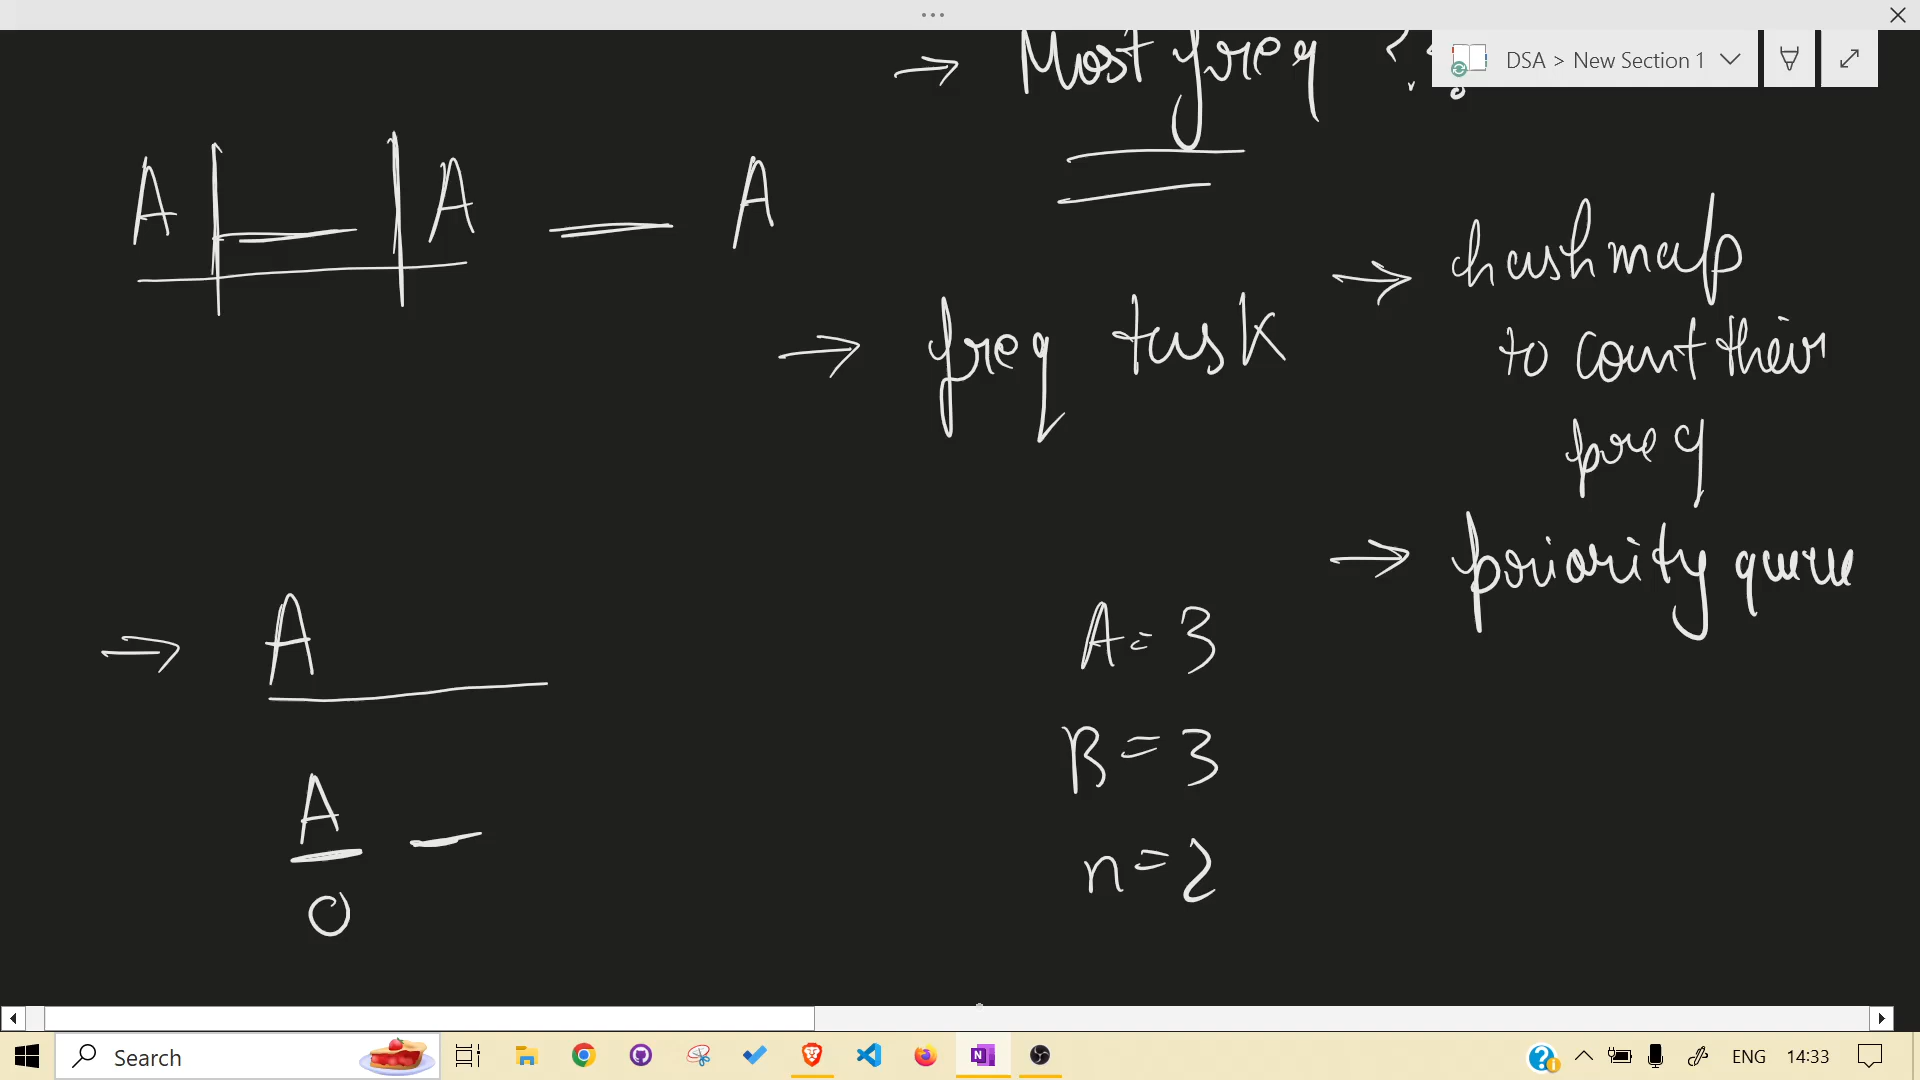 → Most freq ??
DSA > New Section 1
A | — | A — A
→ hashmap
to count their
freq
→ freq task
→ priority queue
→ A
A = 3
B = 3
A —
0
n = 2
Search
ENG
14:33